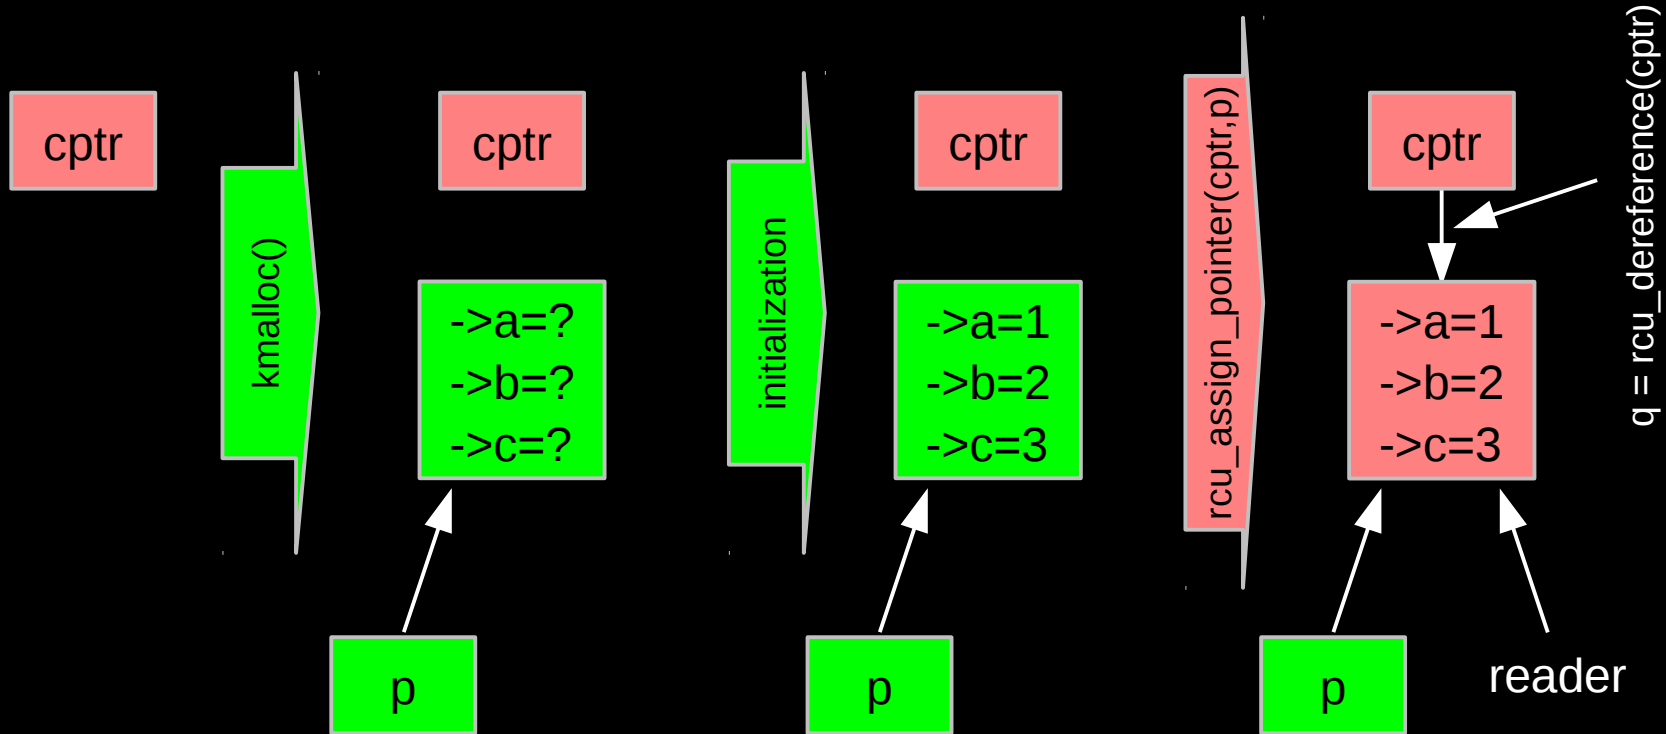 cptr
kmalloc()
cptr
->a=?
->b=?
->c=?
p
initialization
cptr
->a=1
->b=2
->c=3
p
rcu_assign_pointer(cptr,p)
cptr
->a=1
->b=2
->c=3
p
reader
q = rcu_dereference(cptr)